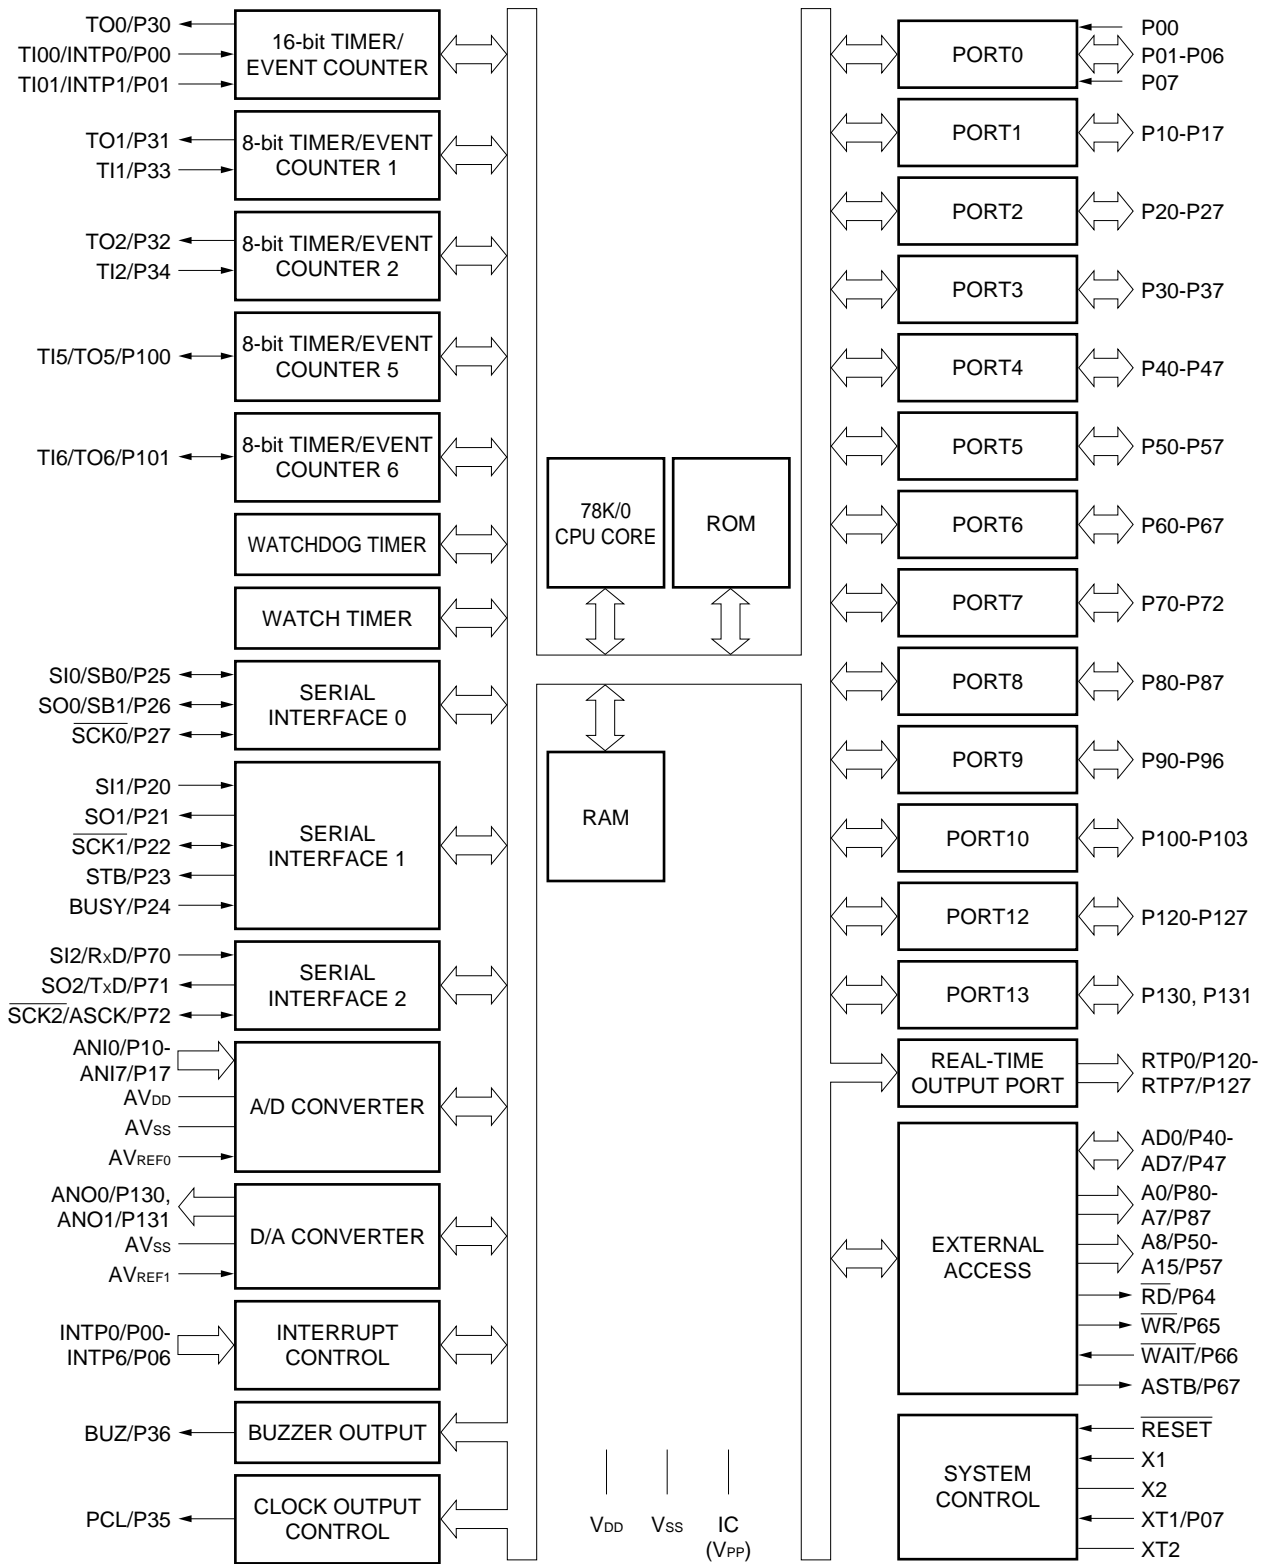 TO0/P30
TI00/INTP0/P00
TI01/INTP1/P01
16-bit TIMER/
EVENT COUNTER
TO1/P31
TI1/P33
8-bit TIMER/EVENT
COUNTER 1
TO2/P32
TI2/P34
8-bit TIMER/EVENT
COUNTER 2
TI5/TO5/P100
8-bit TIMER/EVENT
COUNTER 5
TI6/TO6/P101
8-bit TIMER/EVENT
COUNTER 6
WATCHDOG TIMER
WATCH TIMER
SI0/SB0/P25
SO0/SB1/P26
SCK0/P27
SERIAL
INTERFACE 0
SI1/P20
SO1/P21
SCK1/P22
STB/P23
BUSY/P24
SERIAL
INTERFACE 1
SI2/RxD/P70
SO2/TxD/P71
SCK2/ASCK/P72
SERIAL
INTERFACE 2
ANI0/P10-
ANI7/P17
AVDD
AVSS
AVREF0
A/D CONVERTER
ANO0/P130,
ANO1/P131
AVSS
AVREF1
D/A CONVERTER
INTP0/P00-
INTP6/P06
INTERRUPT
CONTROL
BUZ/P36
BUZZER OUTPUT
PCL/P35
CLOCK OUTPUT
CONTROL
78K/0
CPU CORE
ROM
RAM
VDD
VSS
IC
(VPP)
PORT0
P00
P01-P06
P07
PORT1
P10-P17
PORT2
P20-P27
PORT3
P30-P37
PORT4
P40-P47
PORT5
P50-P57
PORT6
P60-P67
PORT7
P70-P72
PORT8
P80-P87
PORT9
P90-P96
PORT10
P100-P103
PORT12
P120-P127
PORT13
P130, P131
REAL-TIME
OUTPUT PORT
RTP0/P120-
RTP7/P127
EXTERNAL
ACCESS
AD0/P40-
AD7/P47
A0/P80-
A7/P87
A8/P50-
A15/P57
RD/P64
WR/P65
WAIT/P66
ASTB/P67
SYSTEM
CONTROL
RESET
X1
X2
XT1/P07
XT2